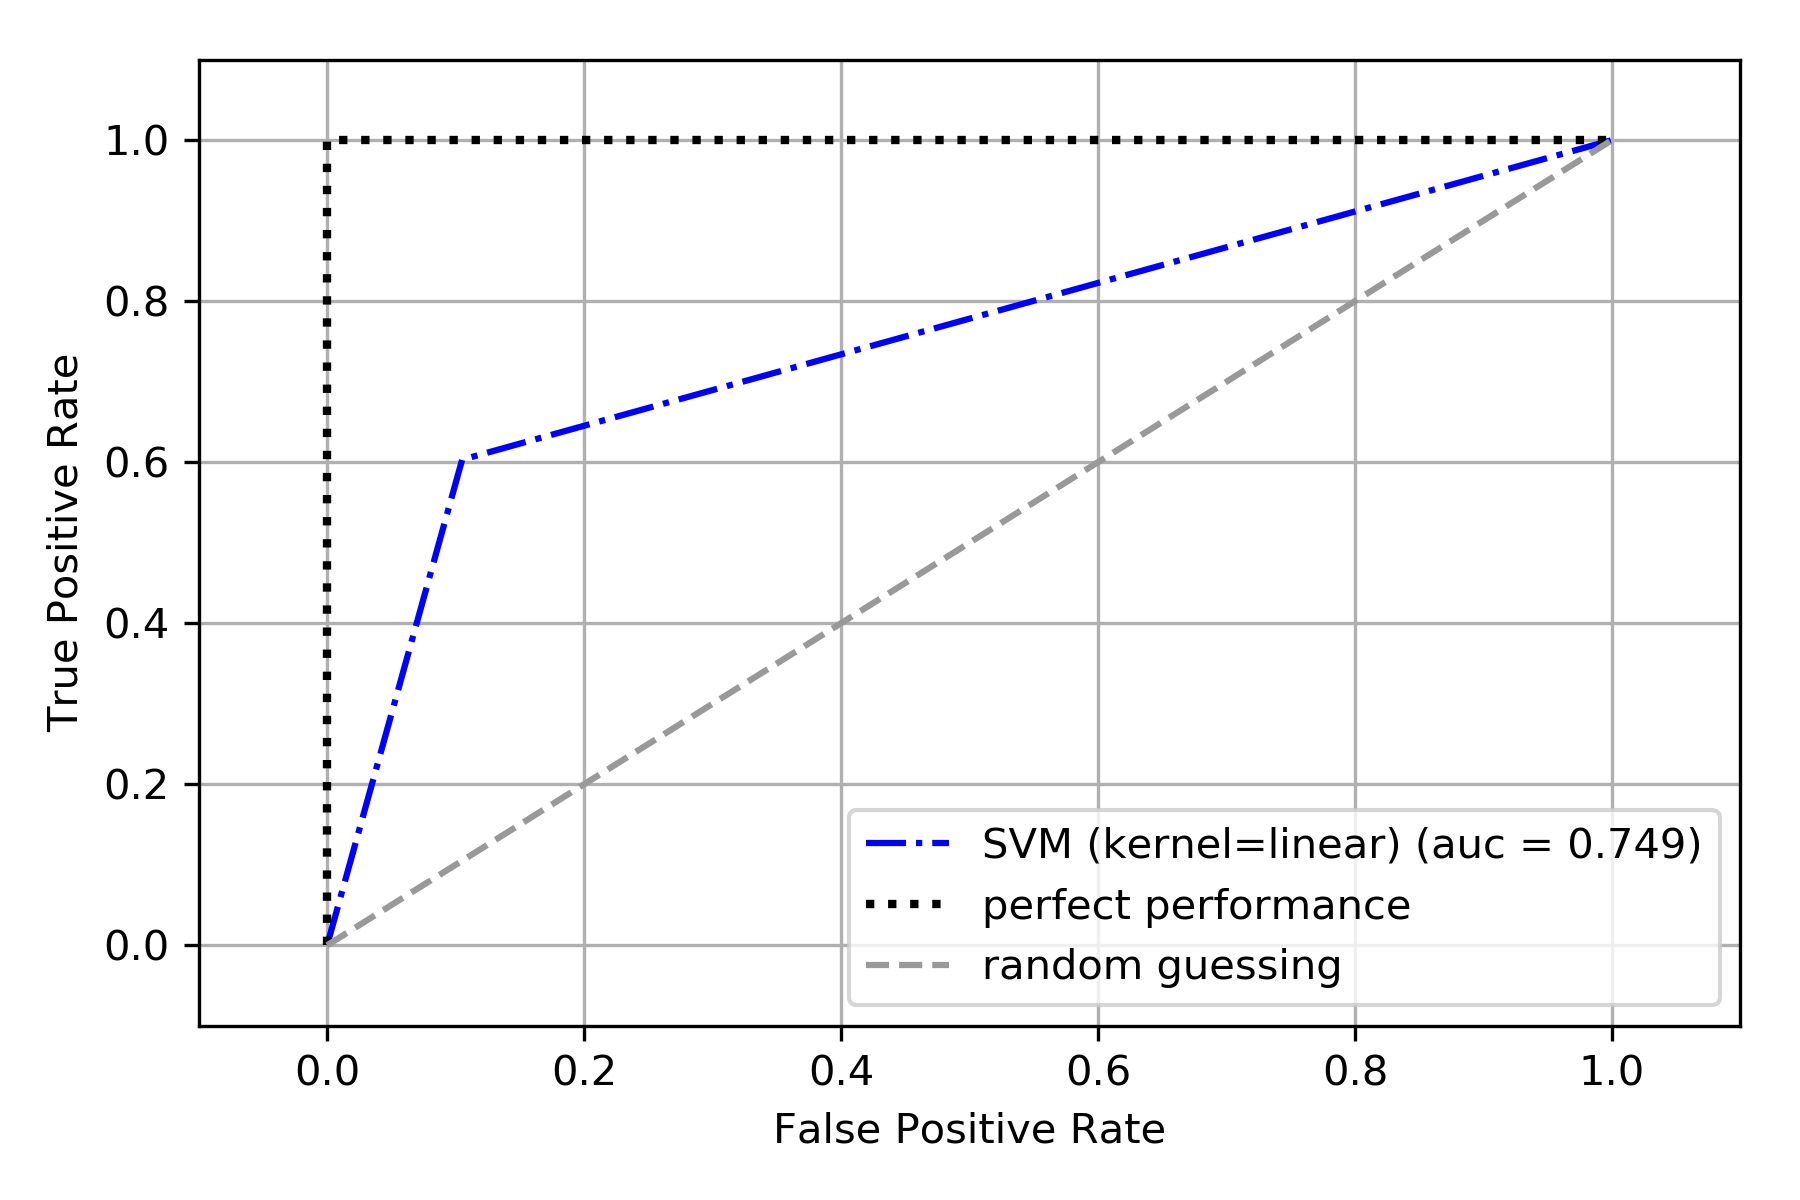 1.0
0.8
0.6
0.4
0.2
0.0
True Positive Rate
SVM (kernel=linear) (auc = 0.749)
perfect performance
random guessing
0.0 0.2 0.4 0.6 0.8 1.0
False Positive Rate